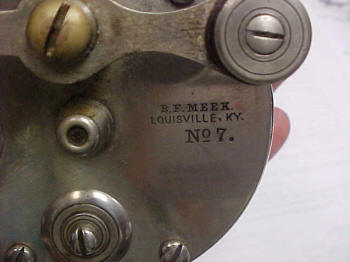 B.F. MEEK.
LOUISVILLE, KY.
No 7.